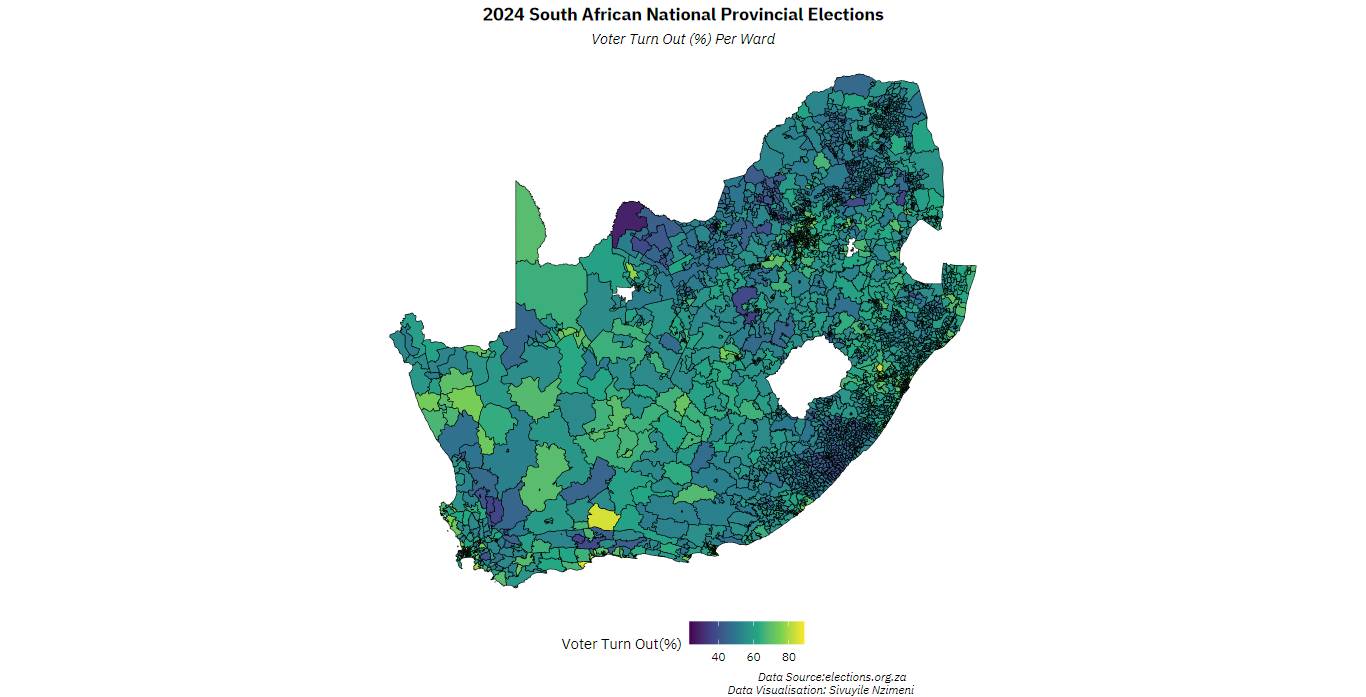 2024 South African National Provincial Elections
Voter Turn Out (%) Per Ward
Voter Turn Out(%)
40 60 80
Data Source:elections.org.za
Data Visualisation: Sivuyile Nzimeni